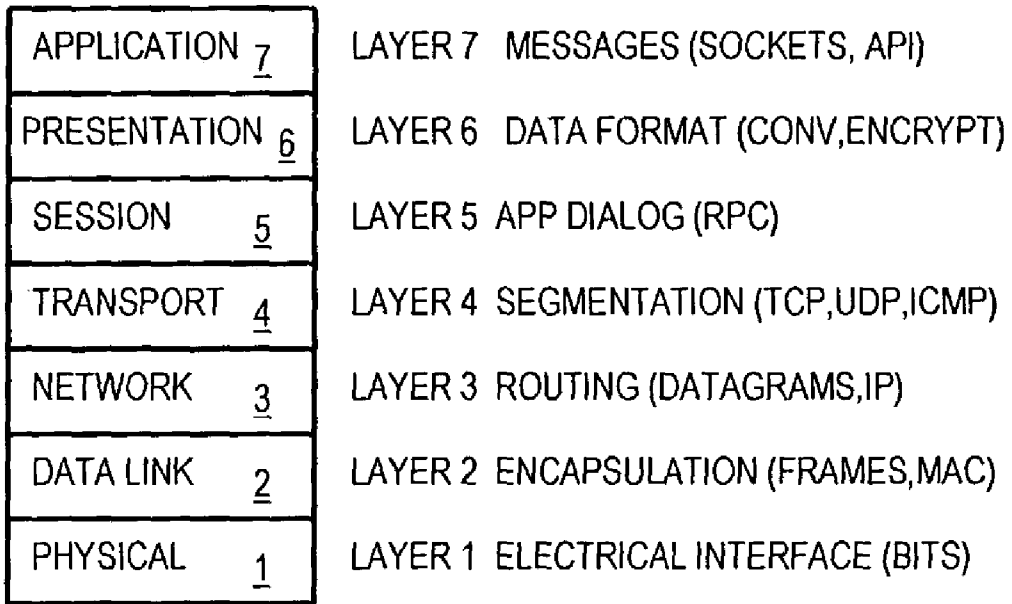 APPLICATION 7 LAYER 7 MESSAGES (SOCKETS, API)
PRESENTATION 6 LAYER 6 DATA FORMAT (CONV,ENCRYPT)
SESSION 5 LAYER 5 APP DIALOG (RPC)
TRANSPORT 4 LAYER 4 SEGMENTATION (TCP,UDP,ICMP)
NETWORK 3 LAYER 3 ROUTING (DATAGRAMS,IP)
DATA LINK 2 LAYER 2 ENCAPSULATION (FRAMES,MAC)
PHYSICAL 1 LAYER 1 ELECTRICAL INTERFACE (BITS)